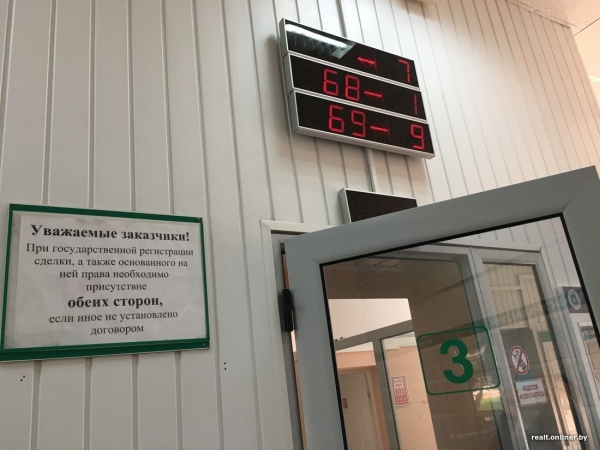 7
68 1
69 9
Уважаемые заказчики!
При государственной регистрации
сделки, а также основанного на
ней права необходимо
присутствие
обеих сторон,
если иное не установлено
договором
3
realt.onliner.by